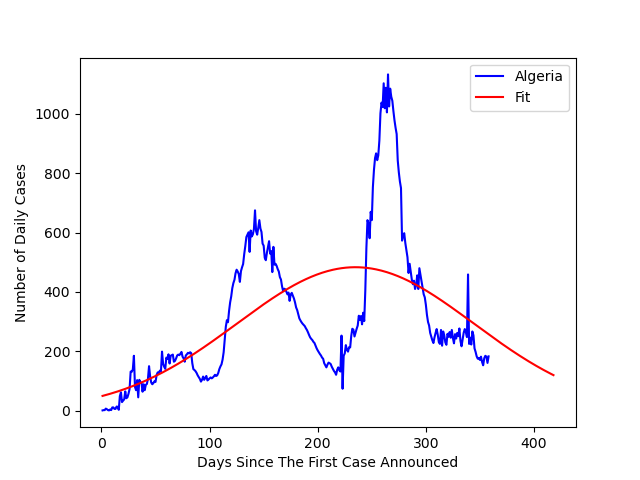 Algeria
Fit
1000
800
600
400
200
0
Number of Daily Cases
0 100 200 300 400
Days Since The First Case Announced